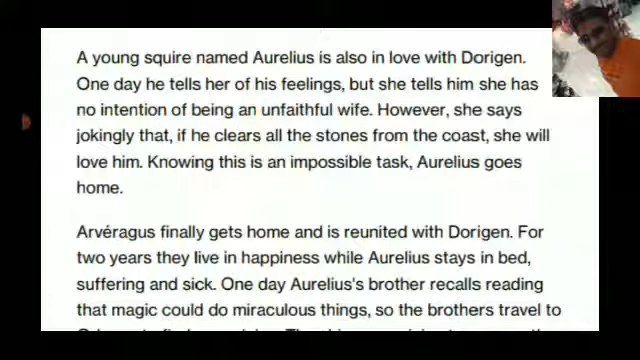 A young squire named Aurelius is also in love with Dorigen.
One day he tells her of his feelings, but she tells him she has
no intention of being an unfaithful wife. However, she says
jokingly that, if he clears all the stones from the coast, she will
love him. Knowing this is an impossible task, Aurelius goes
home.
Arvéragus finally gets home and is reunited with Dorigen. For
two years they live in happiness while Aurelius stays in bed,
suffering and sick. One day Aurelius's brother recalls reading
that magic could do miraculous things, so the brothers travel to